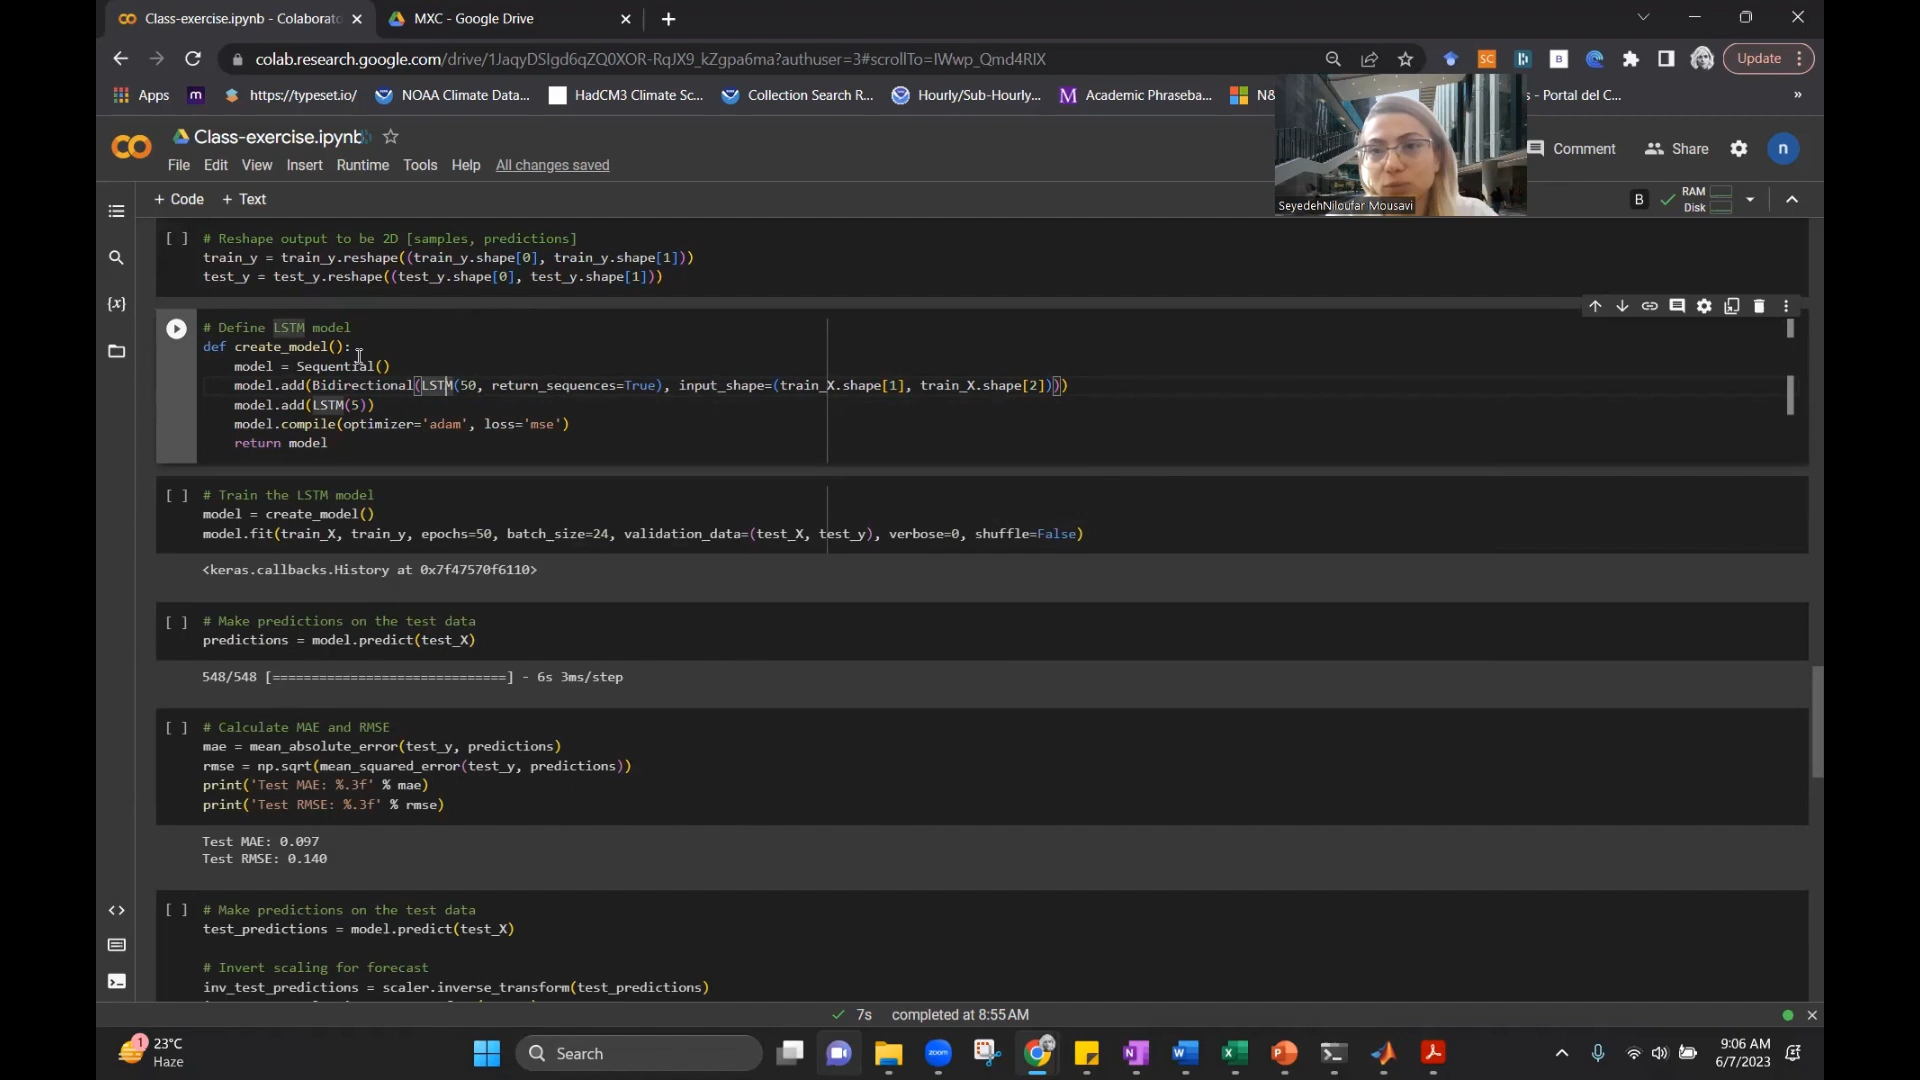 Class-exercise.ipynb - Colaborato
MXC - Google Drive
colab.research.google.com/drive/1JaqyDSIgd6qZQ0XOR-RqJX9_kZgpa6ma?authuser=3#scrollTo=IWwp_Qmd4RIX
Update
Apps
https://typeset.io/
NOAA Climate Data...
HadCM3 Climate Sc...
Collection Search R...
Hourly/Sub-Hourly...
Academic Phraseba...
N&
- Portal del C...
»
Class-exercise.ipynb
File Edit View Insert Runtime Tools Help All changes saved
Comment
Share
n
SeyedehNiloufar Mousavi
+ Code + Text
B
RAM
Disk
[ ] # Reshape output to be 2D [samples, predictions]
train_y = train_y.reshape((train_y.shape[0], train_y.shape[1]))
test_y = test_y.reshape((test_y.shape[0], test_y.shape[1]))
# Define LSTM model
def create_model():
model = Sequential()
model.add(Bidirectional(LSTM(50, return_sequences=True), input_shape=(train_X.shape[1], train_X.shape[2])))
model.add(LSTM(5))
model.compile(optimizer='adam', loss='mse')
return model
[ ] # Train the LSTM model
model = create_model()
model.fit(train_X, train_y, epochs=50, batch_size=24, validation_data=(test_X, test_y), verbose=0, shuffle=False)
<keras.callbacks.History at 0x7f47570f6110>
[ ] # Make predictions on the test data
predictions = model.predict(test_X)
548/548 [==============================] - 6s 3ms/step
[ ] # Calculate MAE and RMSE
mae = mean_absolute_error(test_y, predictions)
rmse = np.sqrt(mean_squared_error(test_y, predictions))
print('Test MAE: %.3f' % mae)
print('Test RMSE: %.3f' % rmse)
Test MAE: 0.097
Test RMSE: 0.140
[ ] # Make predictions on the test data
test_predictions = model.predict(test_X)
# Invert scaling for forecast
inv_test_predictions = scaler.inverse_transform(test_predictions)
7s completed at 8:55 AM
1
23°C
Haze
Search
zoom
9:06 AM
6/7/2023